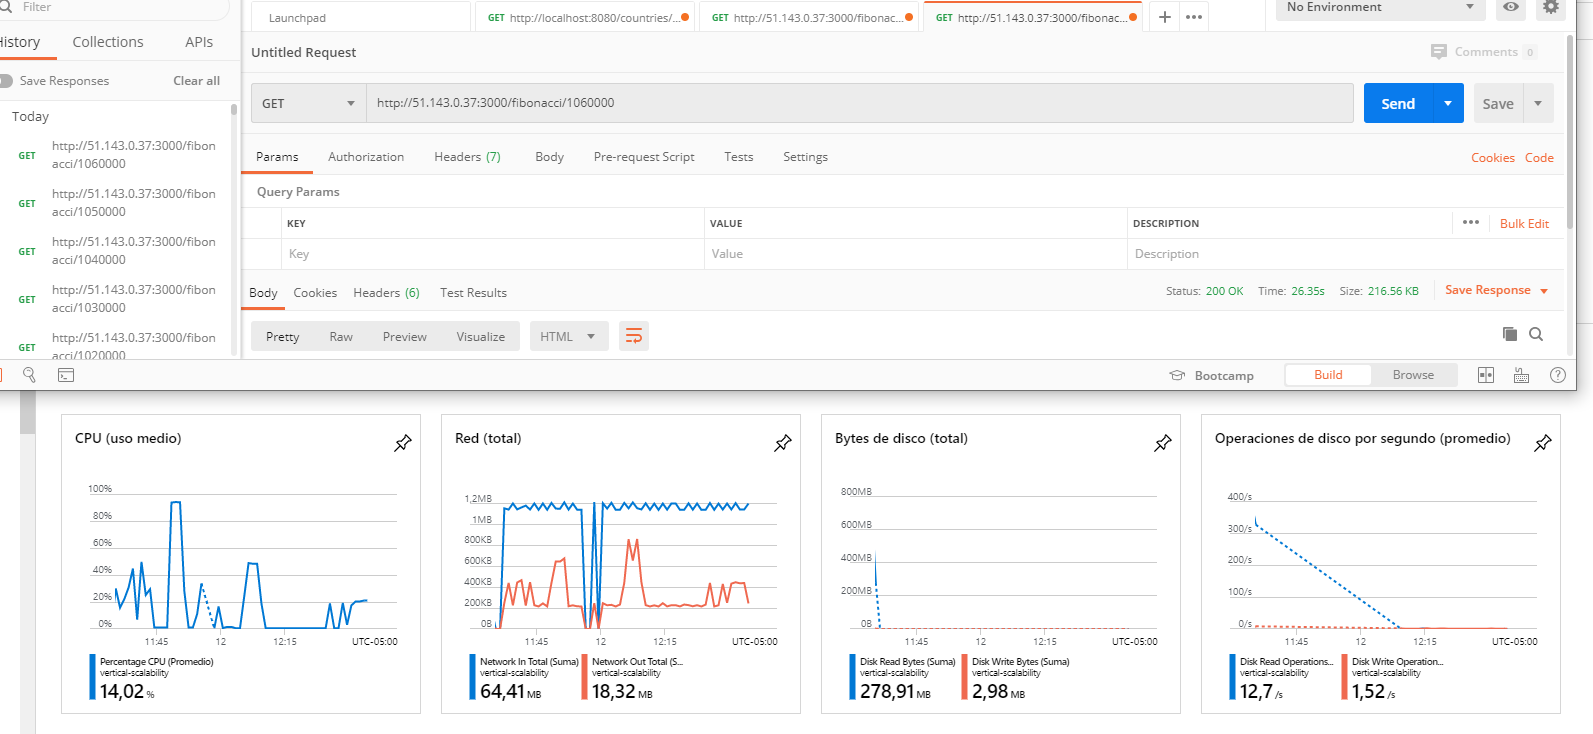 Filter
Launchpad
GET http://localhost:8080/countries/...
GET http://51.143.0.37:3000/fibonac...
GET http://51.143.0.37:3000/fibonac...
No Environment
History Collections APIs
Untitled Request
Comments 0
Save Responses Clear all
GET http://51.143.0.37:3000/fibonacci/1060000
Send Save
Today
GET http://51.143.0.37:3000/fibon
acci/1060000
GET http://51.143.0.37:3000/fibon
acci/1050000
GET http://51.143.0.37:3000/fibon
acci/1040000
GET http://51.143.0.37:3000/fibon
acci/1030000
GET http://51.143.0.37:3000/fibon
acci/1020000
Params Authorization Headers (7) Body Pre-request Script Tests Settings Cookies Code
Query Params
KEY VALUE DESCRIPTION Bulk Edit
Key Value Description
Body Cookies Headers (6) Test Results Status: 200 OK Time: 26.35s Size: 216.56 KB Save Response
Pretty Raw Preview Visualize HTML
Bootcamp Build Browse
CPU (uso medio)
100%
80%
60%
40%
20%
0%
11:45 12 12:15 UTC-05:00
Percentage CPU (Promedio)
vertical-scalability
14,02 %
Red (total)
1,2MB
1MB
800KB
600KB
400KB
200KB
0B
11:45 12 12:15 UTC-05:00
Network In Total (Suma)
vertical-scalability
64,41 MB
Network Out Total (S...
vertical-scalability
18,32 MB
Bytes de disco (total)
800MB
600MB
400MB
200MB
0B
11:45 12 12:15 UTC-05:00
Disk Read Bytes (Suma)
vertical-scalability
278,91 MB
Disk Write Bytes (Suma)
vertical-scalability
2,98 MB
Operaciones de disco por segundo (promedio)
400/s
300/s
200/s
100/s
0/s
11:45 12 12:15 UTC-05:00
Disk Read Operations...
vertical-scalability
12,7 /s
Disk Write Operation...
vertical-scalability
1,52 /s